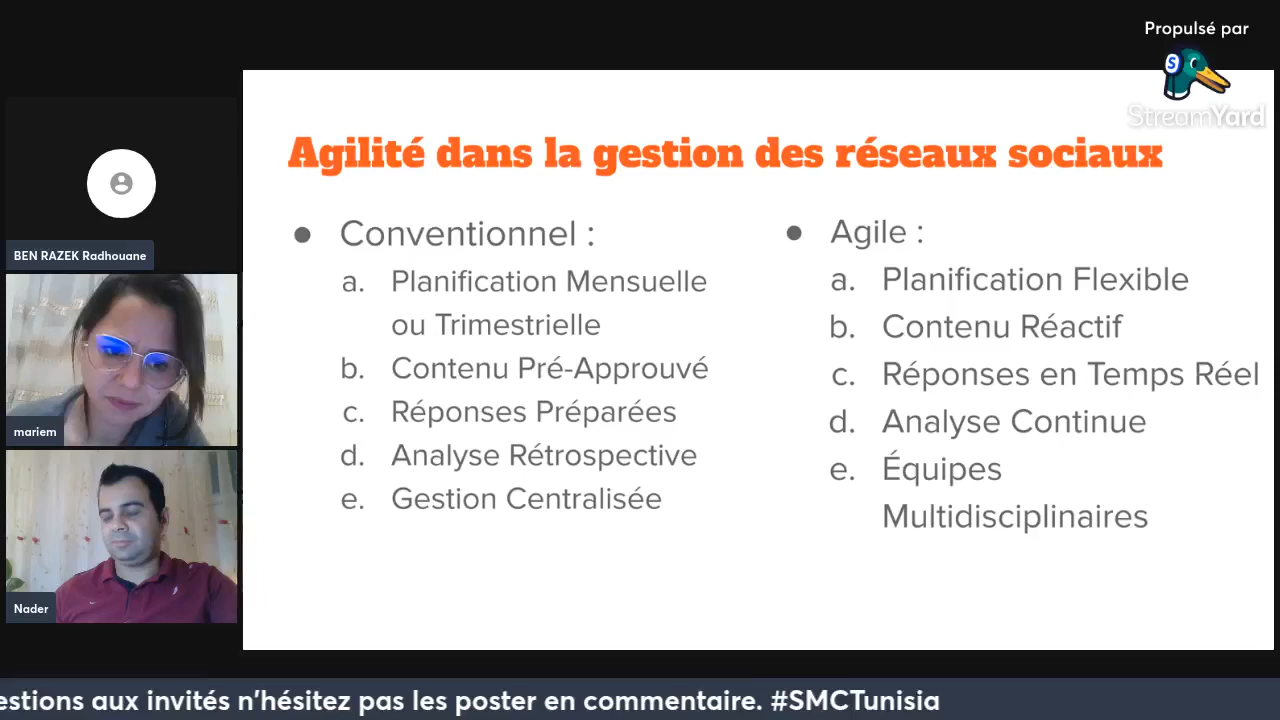 Propulsé par
StreamYard
Agilité dans la gestion des réseaux sociaux
● Conventionnel :
a. Planification Mensuelle
ou Trimestrielle
b. Contenu Pré-Approuvé
c. Réponses Préparées
d. Analyse Rétrospective
e. Gestion Centralisée
● Agile :
a. Planification Flexible
b. Contenu Réactif
c. Réponses en Temps Réel
d. Analyse Continue
e. Équipes
Multidisciplinaires
BEN RAZEK Radhouane
mariem
Nader
estions aux invités n'hésitez pas les poster en commentaire. #SMCTunisia